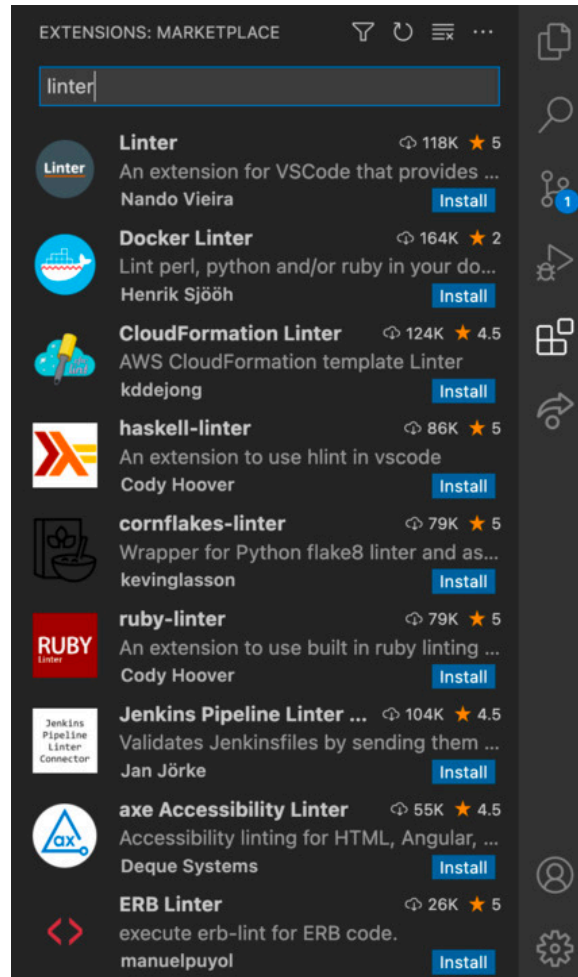 EXTENSIONS: MARKETPLACE
linter
Linter 118K ★ 5
Linter
An extension for VSCode that provides ...
Nando Vieira Install
Docker Linter 164K ★ 2
Lint perl, python and/or ruby in your do...
Henrik Sjööh Install
CloudFormation Linter 124K ★ 4.5
AWS CloudFormation template Linter
kddejong Install
haskell-linter 86K ★ 5
An extension to use hlint in vscode
Cody Hoover Install
cornflakes-linter 79K ★ 5
Wrapper for Python flake8 linter and as...
kevinglasson Install
ruby-linter 79K ★ 5
RUBY
Linter
An extension to use built in ruby linting ...
Cody Hoover Install
Jenkins Pipeline Linter ... 104K ★ 4.5
Jenkins
Pipeline
Linter
Connector
Validates Jenkinsfiles by sending them ...
Jan Jörke Install
axe Accessibility Linter 55K ★ 4.5
ax
Accessibility linting for HTML, Angular, ...
Deque Systems Install
ERB Linter 26K ★ 5
execute erb-lint for ERB code.
manuelpuyol Install
1